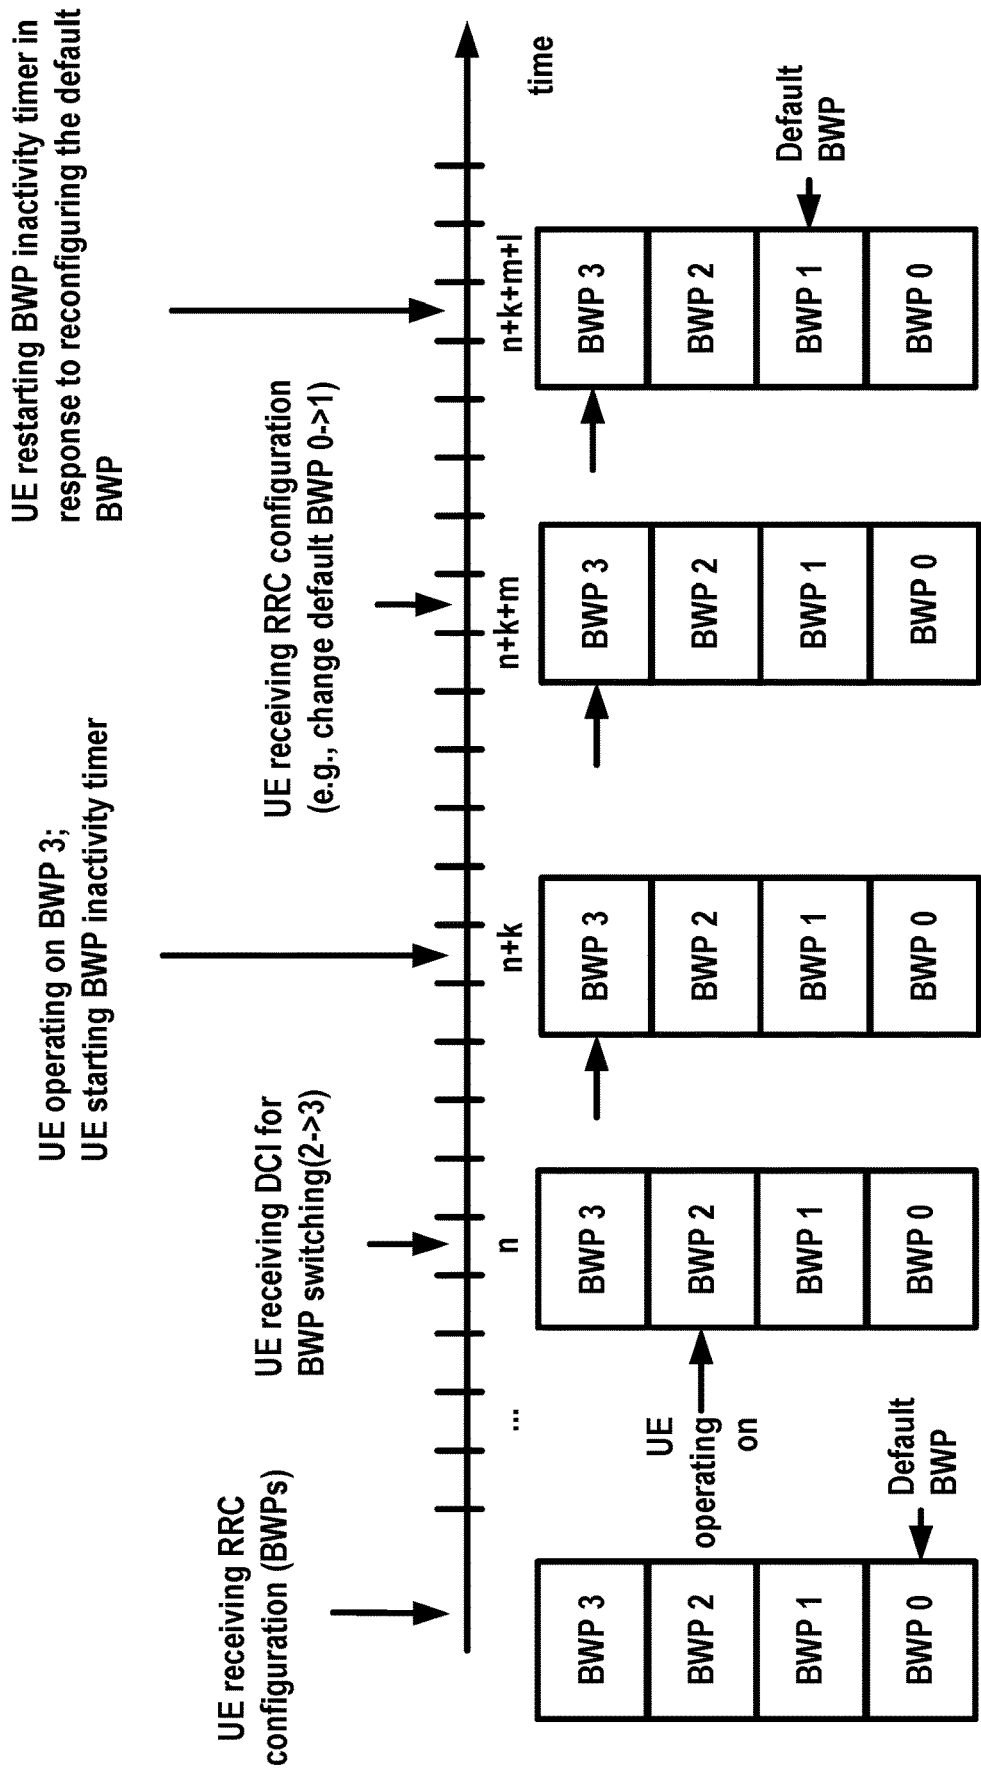 UE receiving RRC
configuration (BWPs)
UE receiving DCI for
BWP switching(2->3)
UE operating on BWP 3;
UE starting BWP inactivity timer
UE receiving RRC configuration
(e.g., change default BWP 0->1)
UE restarting BWP inactivity timer in
response to reconfiguring the default
BWP
...
n
n+k
n+k+m
n+k+m+l
time
BWP 3
BWP 2
BWP 1
BWP 0
Default
BWP
UE
operating
on
BWP 3
BWP 2
BWP 1
BWP 0
BWP 3
BWP 2
BWP 1
BWP 0
BWP 3
BWP 2
BWP 1
BWP 0
BWP 3
BWP 2
BWP 1
BWP 0
Default
BWP